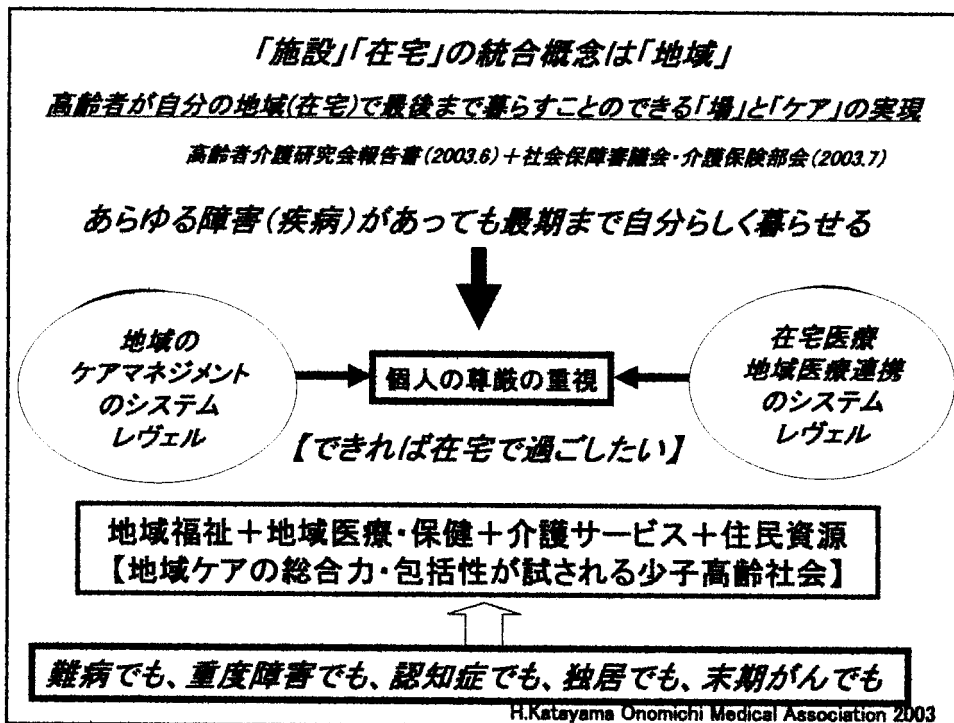 「施設」「在宅」の統合概念は「地域」
高齢者が自分の地域(在宅)で最後まで暮らすことのできる「場」と「ケア」の実現
高齢者介護研究会報告書(2003.6)+社会保障審議会・介護保険部会(2003.7)
あらゆる障害(疾病)があっても最期まで自分らしく暮らせる
地域の
ケアマネジメント
のシステム
レヴェル
個人の尊厳の重視
在宅医療
地域医療連携
のシステム
レヴェル
【できれば在宅で過ごしたい】
地域福祉+地域医療・保健+介護サービス+住民資源
【地域ケアの総合力・包括性が試される少子高齢社会】
難病でも、重度障害でも、認知症でも、独居でも、末期がんでも
H.Katayama Onomichi Medical Association 2003